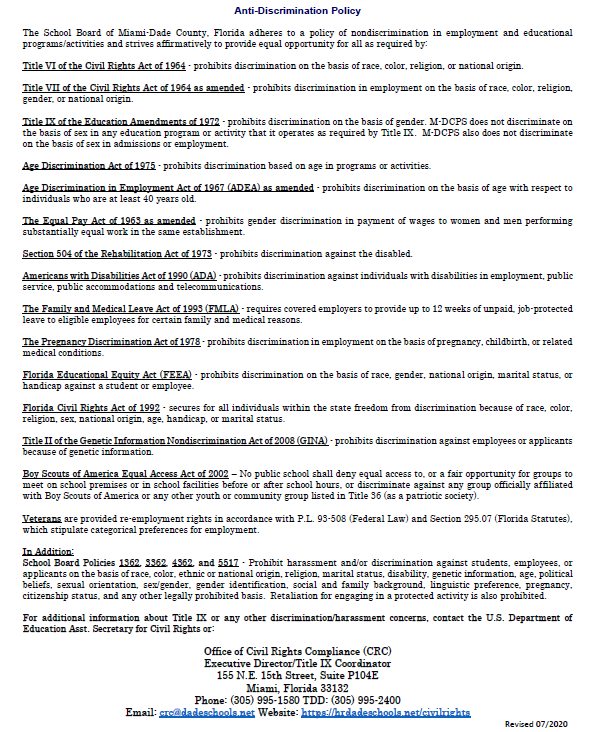 Anti-Discrimination Policy
The School Board of Miami-Dade County, Florida adheres to a policy of nondiscrimination in employment and educational
programs/activities and strives affirmatively to provide equal opportunity for all as required by:
Title VI of the Civil Rights Act of 1964 - prohibits discrimination on the basis of race, color, religion, or national origin.
Title VII of the Civil Rights Act of 1964 as amended - prohibits discrimination in employment on the basis of race, color, religion,
gender, or national origin.
Title IX of the Education Amendments of 1972 - prohibits discrimination on the basis of gender. M-DCPS does not discriminate on
the basis of sex in any education program or activity that it operates as required by Title IX. M-DCPS also does not discriminate
on the basis of sex in admissions or employment.
Age Discrimination Act of 1975 - prohibits discrimination based on age in programs or activities.
Age Discrimination in Employment Act of 1967 (ADEA) as amended - prohibits discrimination on the basis of age with respect to
individuals who are at least 40 years old.
The Equal Pay Act of 1963 as amended - prohibits gender discrimination in payment of wages to women and men performing
substantially equal work in the same establishment.
Section 504 of the Rehabilitation Act of 1973 - prohibits discrimination against the disabled.
Americans with Disabilities Act of 1990 (ADA) - prohibits discrimination against individuals with disabilities in employment, public
service, public accommodations and telecommunications.
The Family and Medical Leave Act of 1993 (FMLA) - requires covered employers to provide up to 12 weeks of unpaid, job-protected
leave to eligible employees for certain family and medical reasons.
The Pregnancy Discrimination Act of 1978 - prohibits discrimination in employment on the basis of pregnancy, childbirth, or related
medical conditions.
Florida Educational Equity Act (FEEA) - prohibits discrimination on the basis of race, gender, national origin, marital status, or
handicap against a student or employee.
Florida Civil Rights Act of 1992 - secures for all individuals within the state freedom from discrimination because of race, color,
religion, sex, national origin, age, handicap, or marital status.
Title II of the Genetic Information Nondiscrimination Act of 2008 (GINA) - prohibits discrimination against employees or applicants
because of genetic information.
Boy Scouts of America Equal Access Act of 2002 – No public school shall deny equal access to, or a fair opportunity for groups to
meet on school premises or in school facilities before or after school hours, or discriminate against any group officially affiliated
with Boy Scouts of America or any other youth or community group listed in Title 36 (as a patriotic society).
Veterans are provided re-employment rights in accordance with P.L. 93-508 (Federal Law) and Section 295.07 (Florida Statutes),
which stipulate categorical preferences for employment.
In Addition:
School Board Policies 1362, 3362, 4362, and 5517 - Prohibit harassment and/or discrimination against students, employees, or
applicants on the basis of race, color, ethnic or national origin, religion, marital status, disability, genetic information, age, political
beliefs, sexual orientation, sex/gender, gender identification, social and family background, linguistic preference, pregnancy,
citizenship status, and any other legally prohibited basis. Retaliation for engaging in a protected activity is also prohibited.
For additional information about Title IX or any other discrimination/harassment concerns, contact the U.S. Department of
Education Asst. Secretary for Civil Rights or:
Office of Civil Rights Compliance (CRC)
Executive Director/Title IX Coordinator
155 N.E. 15th Street, Suite P104E
Miami, Florida 33132
Phone: (305) 995-1580 TDD: (305) 995-2400
Email: crc@dadeschools.net Website: https://hrdadeschools.net/civilrights
Revised 07/2020